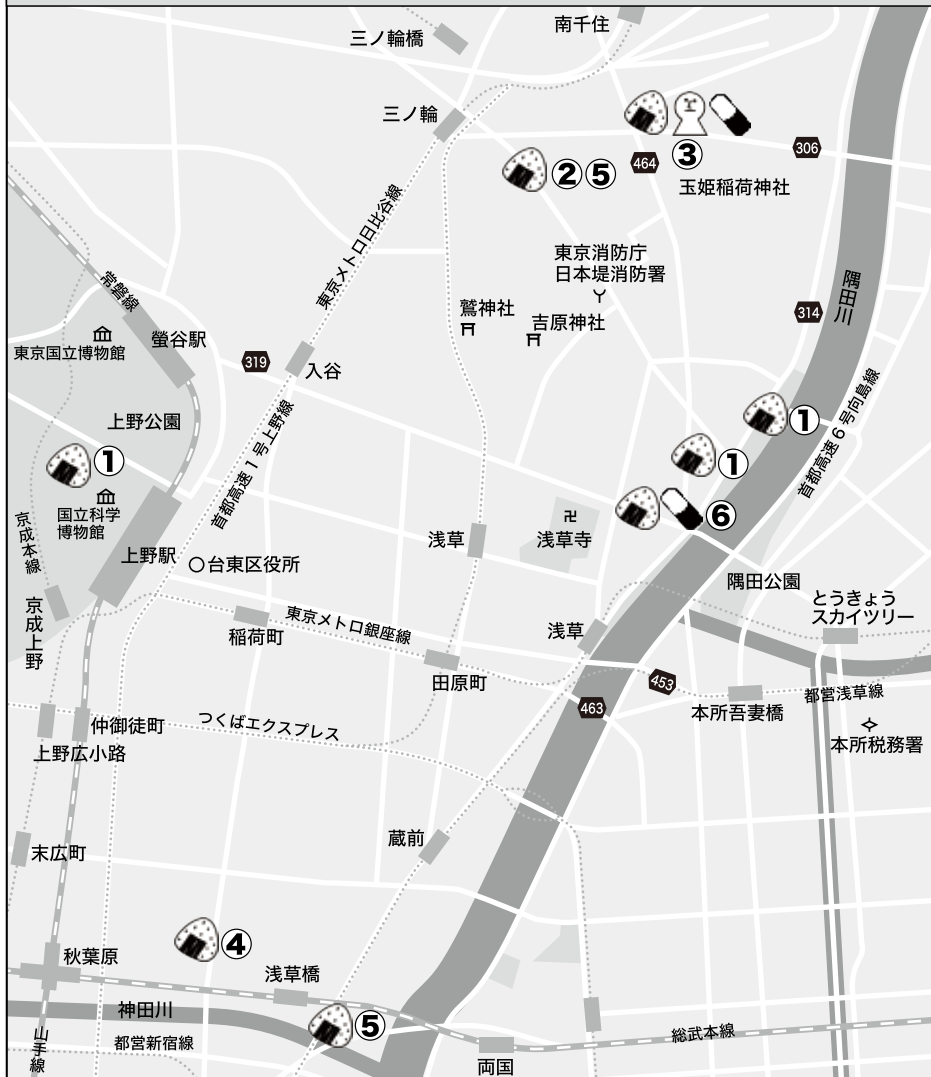 南千住
三ノ輪橋
三ノ輪
③
306
②⑤
464
玉姫稲荷神社
東京メトロ日比谷線
東京消防庁
日本堤消防署
隅田川
常磐線
鷲神社
吉原神社
314
東京国立博物館
螢谷駅
319
入谷
首都高速6号向島線
上野公園
首都高速1号上野線
①
①
①
国立科学
博物館
⑥
京成本線
上野駅
浅草
浅草寺
台東区役所
隅田公園
京成上野
とうきょう
スカイツリー
稲荷町
東京メトロ銀座線
浅草
田原町
453
463
本所吾妻橋
都営浅草線
仲御徒町
つくばエクスプレス
上野広小路
本所税務署
蔵前
末広町
④
秋葉原
浅草橋
神田川
⑤
山手線
都営新宿線
総武本線
両国